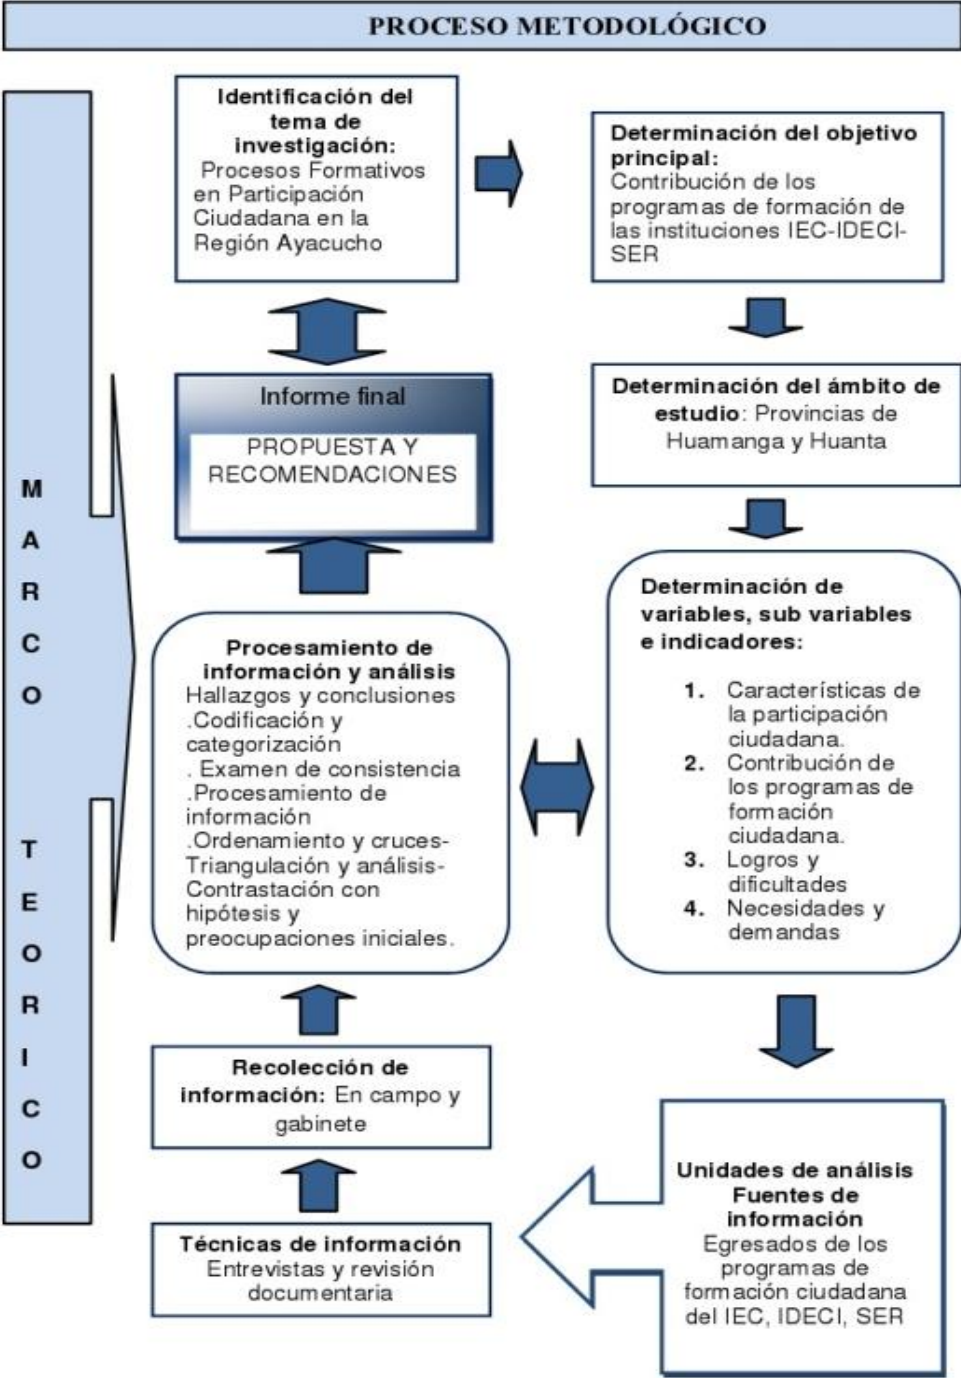 PROCESO METODOLÓGICO
MARCO TEORICO
Identificación del
tema de
investigación:
Procesos Formativos
en Participación
Ciudadana en la
Región Ayacucho
Determinación del objetivo
principal:
Contribución de los
programas de formación de
las instituciones IEC-IDECI-
SER
Determinación del ámbito de
estudio: Provincias de
Huamanga y Huanta
Determinación de
variables, sub variables
e indicadores:
1. Características de
la participación
ciudadana.
2. Contribución de
los programas de
formación
ciudadana.
3. Logros y
dificultades
4. Necesidades y
demandas
Unidades de análisis
Fuentes de
información
Egresados de los
programas de
formación ciudadana
del IEC, IDECI, SER
Técnicas de información
Entrevistas y revisión
documentaria
Recolección de
información: En campo y
gabinete
Procesamiento de
información y análisis
Hallazgos y conclusiones
.Codificación y
categorización
. Examen de consistencia
.Procesamiento de
información
.Ordenamiento y cruces-
Triangulación y análisis-
Contrastación con
hipótesis y
preocupaciones iniciales.
Informe final
PROPUESTA Y
RECOMENDACIONES